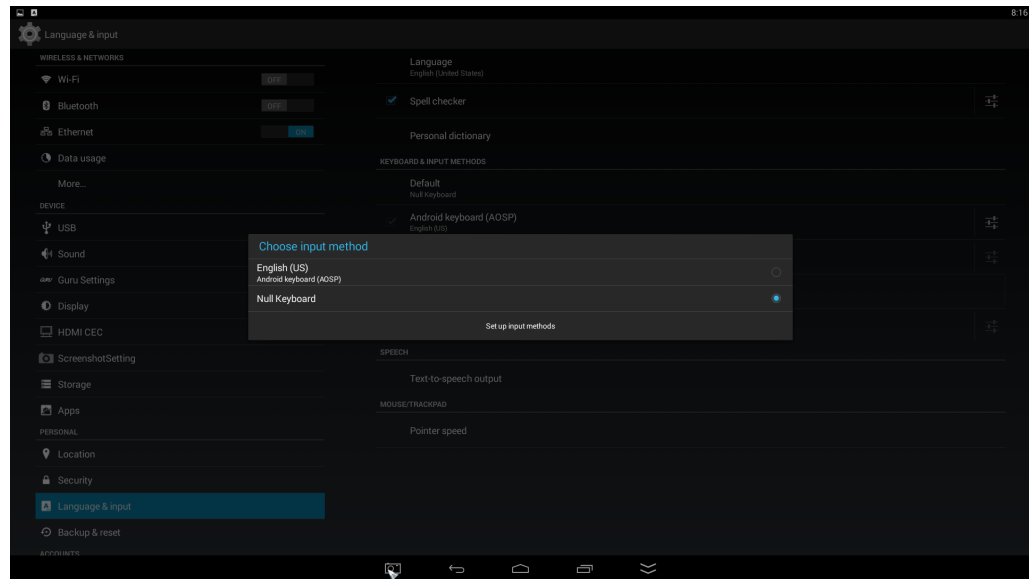 8:16
Language & input
WIRELESS & NETWORKS
Wi-Fi
OFF
Bluetooth
OFF
Ethernet
ON
Data usage
More...
DEVICE
USB
Sound
Guru Settings
Display
HDMI CEC
ScreenshotSetting
Storage
Apps
PERSONAL
Location
Security
A
Language & input
Backup & reset
ACCOUNTS
Language
English (United States)
Spell checker
Personal dictionary
KEYBOARD & INPUT METHODS
Default
Null Keyboard
Android keyboard (AOSP)
English (US)
Choose input method
English (US)
Android keyboard (AOSP)
Null Keyboard
Set up input methods
SPEECH
Text-to-speech output
MOUSE/TRACKPAD
Pointer speed